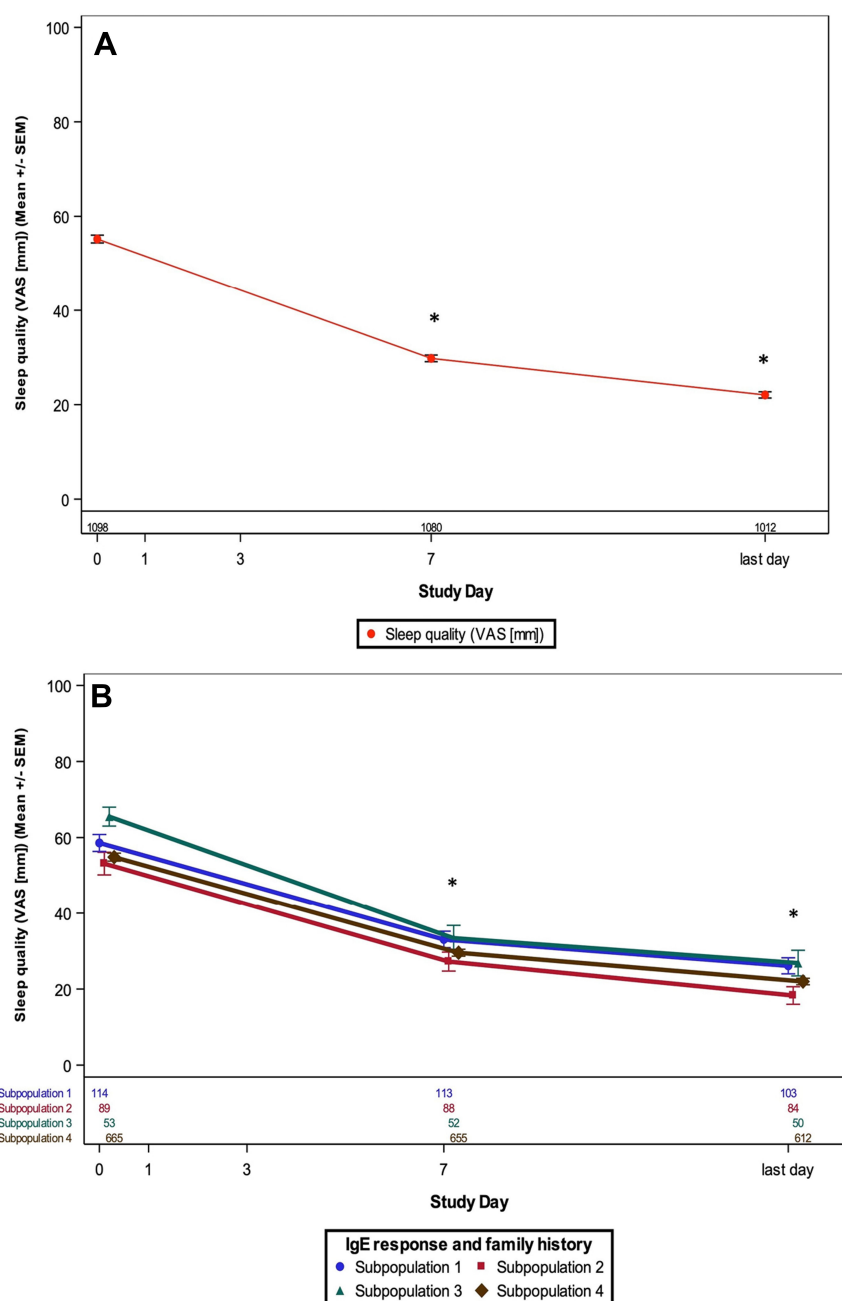 A
Sleep quality (VAS [mm]) (Mean +/- SEM)
100
80
60
40
20
0
1098 1080 1012
0 1 3 7 last day
Study Day
Sleep quality (VAS [mm])
B
Sleep quality (VAS [mm]) (Mean +/- SEM)
100
80
60
*
40 *
20
0
Subpopulation 1 114 113 103
Subpopulation 2 89 88 84
Subpopulation 3 53 52 50
Subpopulation 4 665 655 612
0 1 3 7 last day
Study Day
IgE response and family history
Subpopulation 1 Subpopulation 2
Subpopulation 3 Subpopulation 4